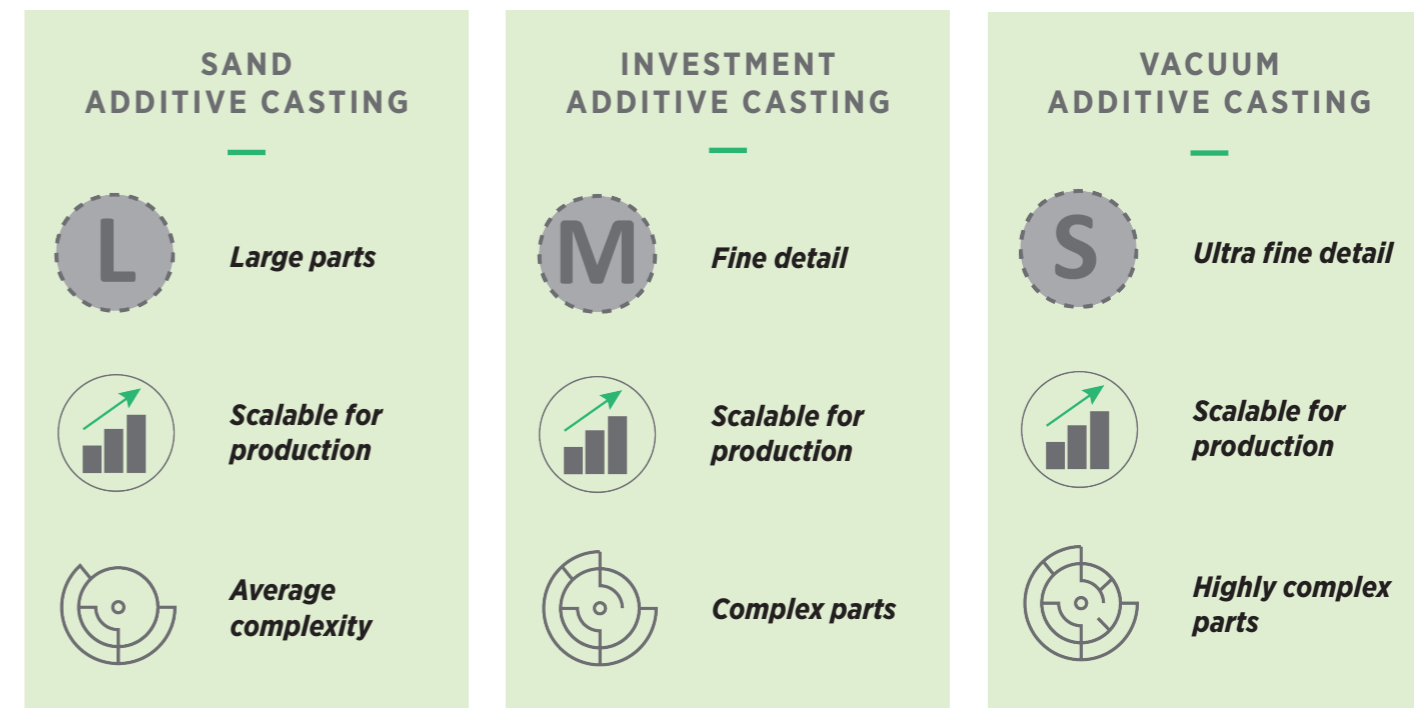 SAND
ADDITIVE CASTING
L
Large parts
Scalable for
production
Average
complexity
INVESTMENT
ADDITIVE CASTING
M
Fine detail
Scalable for
production
Complex parts
VACUUM
ADDITIVE CASTING
S
Ultra fine detail
Scalable for
production
Highly complex
parts